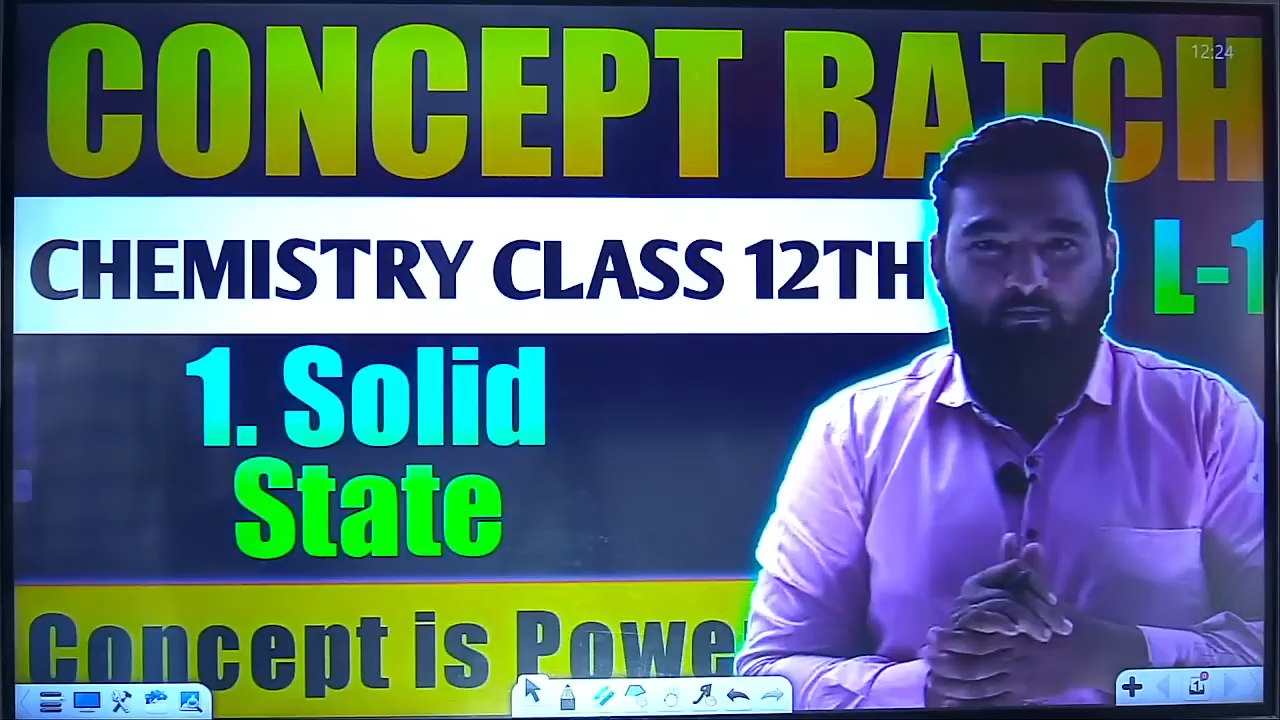 CONCEPT BATCH
12:24
CHEMISTRY CLASS 12TH
L-1
1. Solid
State
Concept is Power